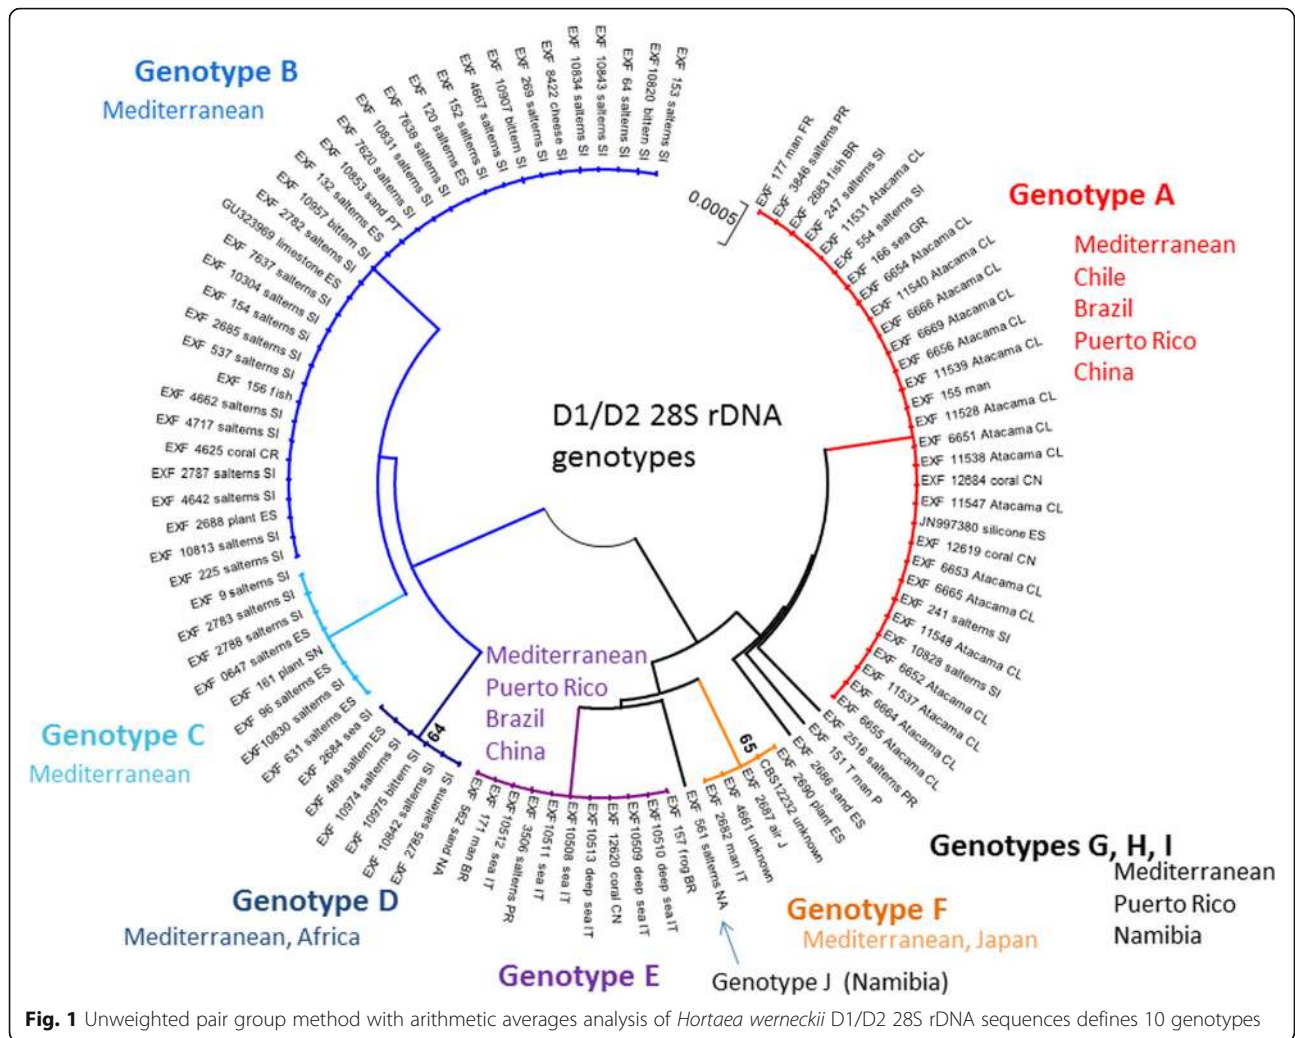 Genotype B
Mediterranean
GU323969 limestone ES
EXF 2782 salterns SI
EXF 10957 bittern SI
EXF 132 salterns ES
EXF 10853 sand PT
EXF 7620 salterns SI
EXF 10831 salterns SI
EXF 7638 salterns SI
EXF 120 salterns ES
EXF 152 salterns SI
EXF 4667 salterns SI
EXF 10907 bittern SI
EXF 269 salterns SI
EXF 8422 cheese SI
EXF 10834 salterns SI
EXF 10843 salterns SI
EXF 64 salterns SI
EXF10820 bittern SI
EXF 153 salterns SI
EXF 7637 salterns SI
EXF 10304 salterns SI
EXF 154 salterns SI
EXF 2685 salterns SI
EXF 537 salterns SI
EXF 156 fish
EXF 4662 salterns SI
EXF 4717 salterns SI
EXF 4625 coral CR
EXF 2787 salterns SI
EXF 4642 salterns SI
EXF 2688 plant ES
EXF 10813 salterns SI
EXF 225 salterns SI
0.0005
D1/D2 28S rDNA
genotypes
EXF 177 man FR
EXF 3846 salterns PR
EXF 2683 fish BR
EXF 247 salterns SI
EXF 11531 Atacama CL
EXF 554 salterns SI
EXF 166 sea GR
EXF 6654 Atacama CL
EXF 11540 Atacama CL
EXF 6666 Atacama CL
EXF 6669 Atacama CL
EXF 6656 Atacama CL
EXF 11539 Atacama CL
EXF 155 man
EXF 11528 Atacama CL
EXF 6651 Atacama CL
EXF 11538 Atacama CL
EXF 12684 coral CN
EXF 11547 Atacama CL
JN997380 silicone ES
EXF 12619 coral CN
EXF 6653 Atacama CL
EXF 6665 Atacama CL
EXF 241 salterns SI
EXF 11548 Atacama CL
EXF 10828 salterns SI
EXF 6652 Atacama CL
EXF 11537 Atacama CL
EXF 6664 Atacama CL
EXF 6655 Atacama CL
Genotype A
Mediterranean
Chile
Brazil
Puerto Rico
China
EXF 9 salterns SI
EXF 2783 salterns SI
EXF 2788 salterns SI
EXF 0647 salterns ES
EXF 161 plant SN
EXF 96 salterns ES
EXF10830 salterns SI
EXF 631 salterns ES
Genotype C
Mediterranean
EXF 2684 sea SI
EXF 489 saltern ES
EXF 10974 salterns SI
EXF 10975 bittern SI
EXF 10842 salterns SI
EXF 2785 salterns SI
64
Genotype D
Mediterranean, Africa
Mediterranean
Puerto Rico
Brazil
China
EXF 562 sand NA
EXF 171 man BR
EXF10512 sea IT
EXF 3506 salterns PR
EXF10511 sea IT
EXF10508 sea IT
EXF10513 deep sea IT
EXF 12620 coral CN
EXF10509 deep sea IT
EXF10510 deep sea IT
EXF 157 frog BR
Genotype E
EXF 561 salterns NA
Genotype J (Namibia)
65
EXF 2682 man IT
EXF 4661 unknown
EXF 2687 air J
CBS12232 unknown
EXF 2690 plant ES
Genotype F
Mediterranean, Japan
EXF 2686 sand ES
EXF 151 T man P
EXF 2516 salterns PR
Genotypes G, H, I
Mediterranean
Puerto Rico
Namibia
Fig. 1 Unweighted pair group method with arithmetic averages analysis of Hortaea werneckii D1/D2 28S rDNA sequences defines 10 genotypes